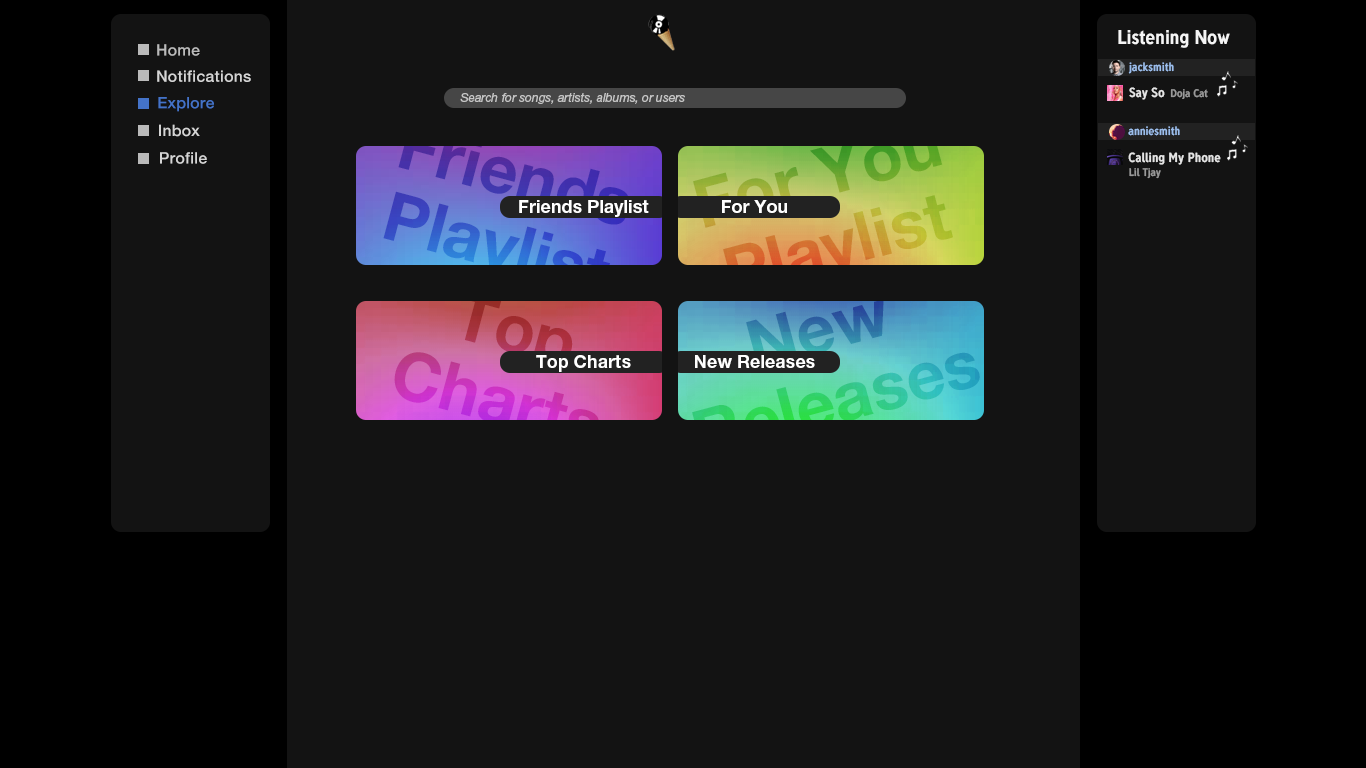 Home
Notifications
Explore
Inbox
Profile
Search for songs, artists, albums, or users
Friends
Playlist
Friends Playlist
For You
Playlist
For You
Top
Charts
Top Charts
New
Releases
New Releases
Listening Now
jacksmith
Say So Doja Cat
anniesmith
Calling My Phone
Lil Tjay